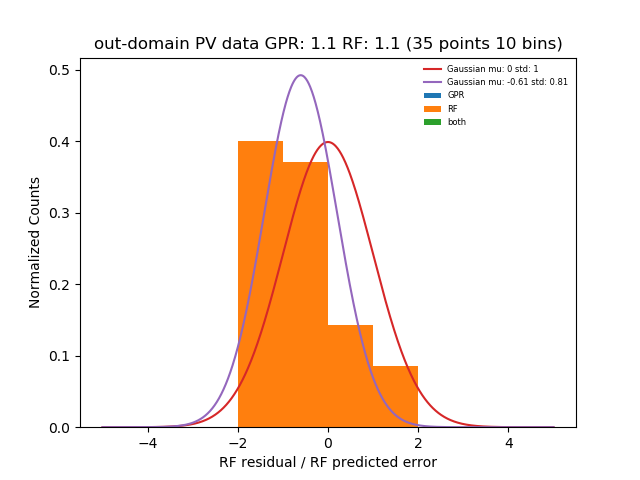 out-domain PV data GPR: 1.1 RF: 1.1 (35 points 10 bins)
Gaussian mu: 0 std: 1
Gaussian mu: -0.61 std: 0.81
GPR
RF
both
Normalized Counts
0.5
0.4
0.3
0.2
0.1
0.0
−4 −2 0 2 4
RF residual / RF predicted error